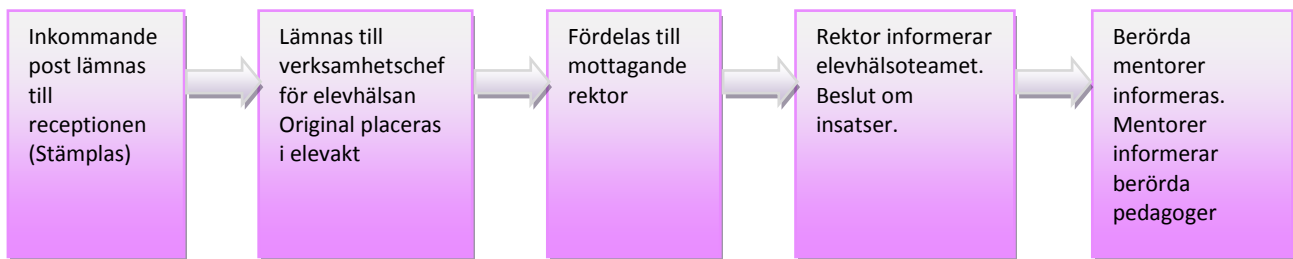 Inkommande
post lämnas
till
receptionen
(Stämplas)
Lämnas till
verksamhetschef
för elevhälsan
Original placeras
i elevakt
Fördelas till
mottagande
rektor
Rektor informerar
elevhälsoteamet.
Beslut om
insatser.
Berörda
mentorer
informeras.
Mentorer
informerar
berörda
pedagoger